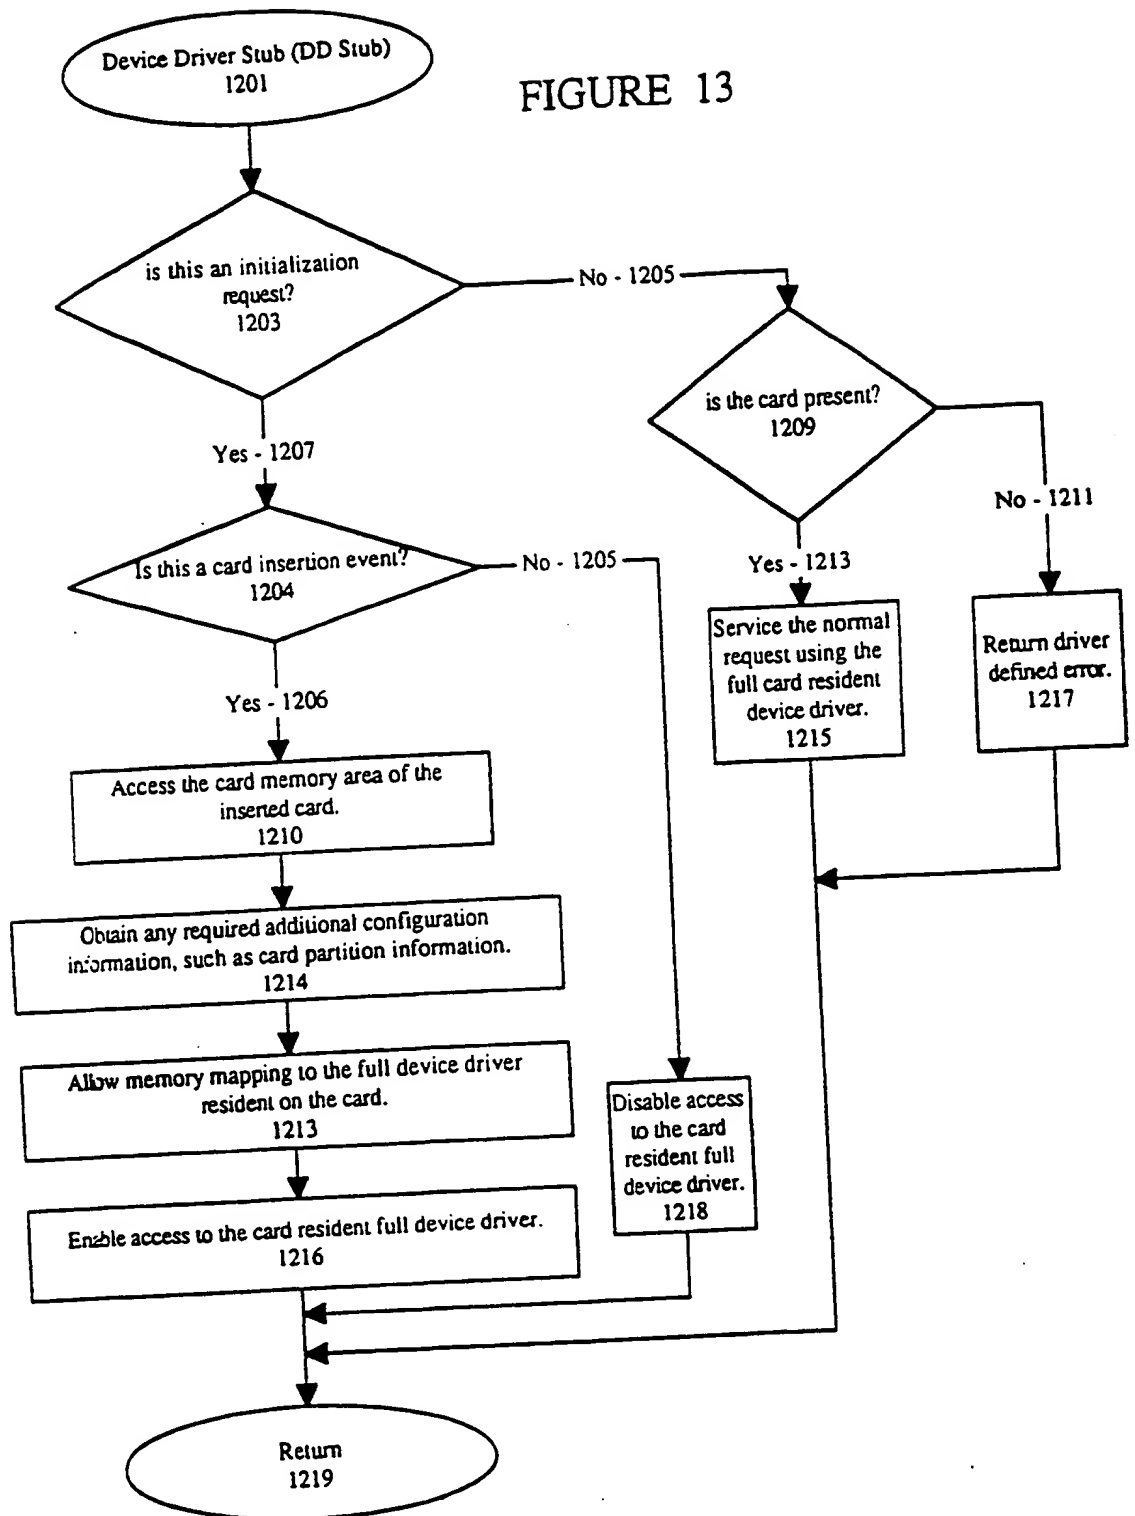 Device Driver Stub (DD Stub)
1201
FIGURE 13
is this an initialization
request?
1203
No - 1205
is the card present?
1209
Yes - 1207
No - 1211
Is this a card insertion event?
1204
No - 1205
Yes - 1213
Service the normal
request using the
full card resident
device driver.
1215
Return driver
defined error.
1217
Yes - 1206
Access the card memory area of the
inserted card.
1210
Obtain any required additional configuration
information, such as card partition information.
1214
Allow memory mapping to the full device driver
resident on the card.
1213
Disable access
to the card
resident full
device driver.
1218
Enable access to the card resident full device driver.
1216
Return
1219